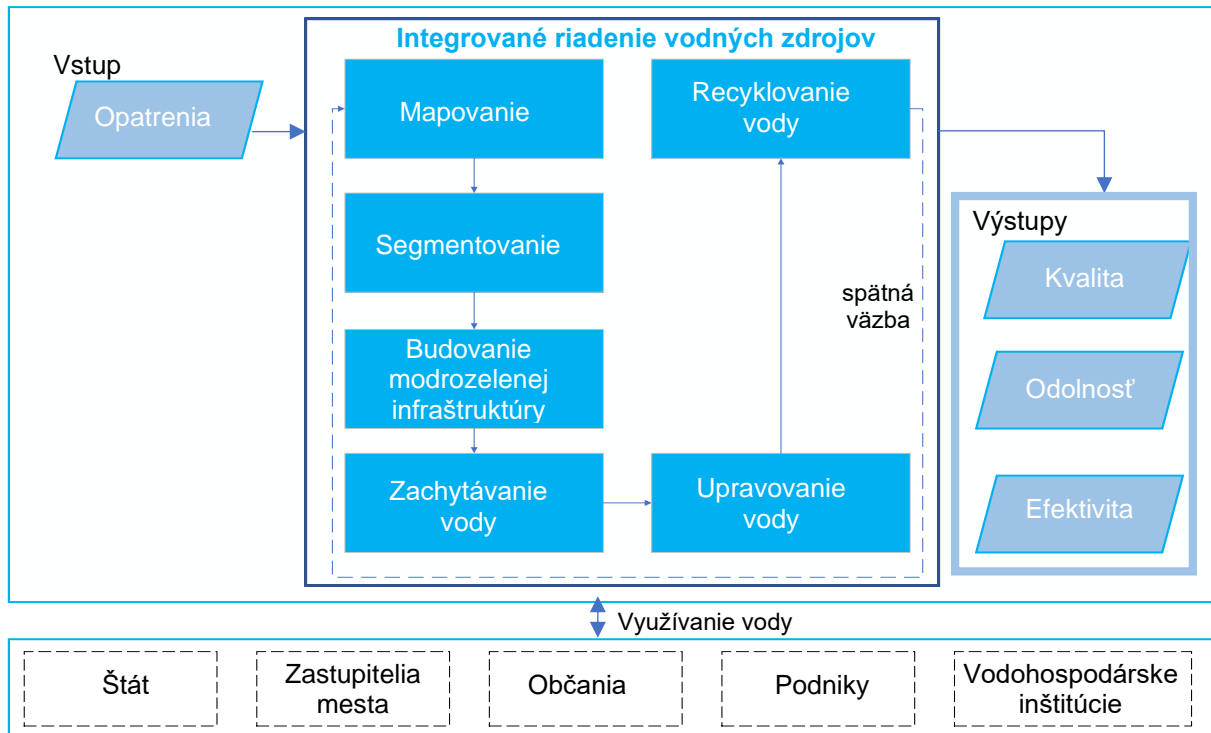 Integrované riadenie vodných zdrojov
Vstup
Opatrenia
Mapovanie
Segmentovanie
Budovanie
modrozelenej
infraštruktúry
Zachytávanie
vody
Upravovanie
vody
Recyklovanie
vody
spätná
väzba
Výstupy
Kvalita
Odolnosť
Efektivita
Využívanie vody
Štát
Zastupitelia
mesta
Občania
Podniky
Vodohospodárske
inštitúcie